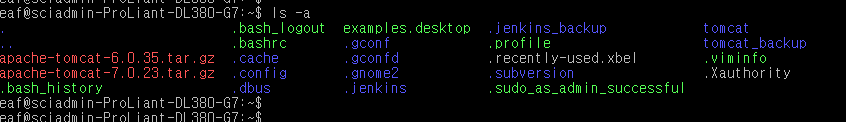 eaf@sciadmin-ProLiant-DL380-G7:~$ ls -a
. .bash_logout examples.desktop .jenkins_backup tomcat
.. .bashrc .gconf .profile tomcat_backup
apache-tomcat-6.0.35.tar.gz .cache .gconfd .recently-used.xbel .viminfo
apache-tomcat-7.0.23.tar.gz .config .gnome2 .subversion .Xauthority
.bash_history .dbus .jenkins .sudo_as_admin_successful
eaf@sciadmin-ProLiant-DL380-G7:~$
eaf@sciadmin-ProLiant-DL380-G7:~$